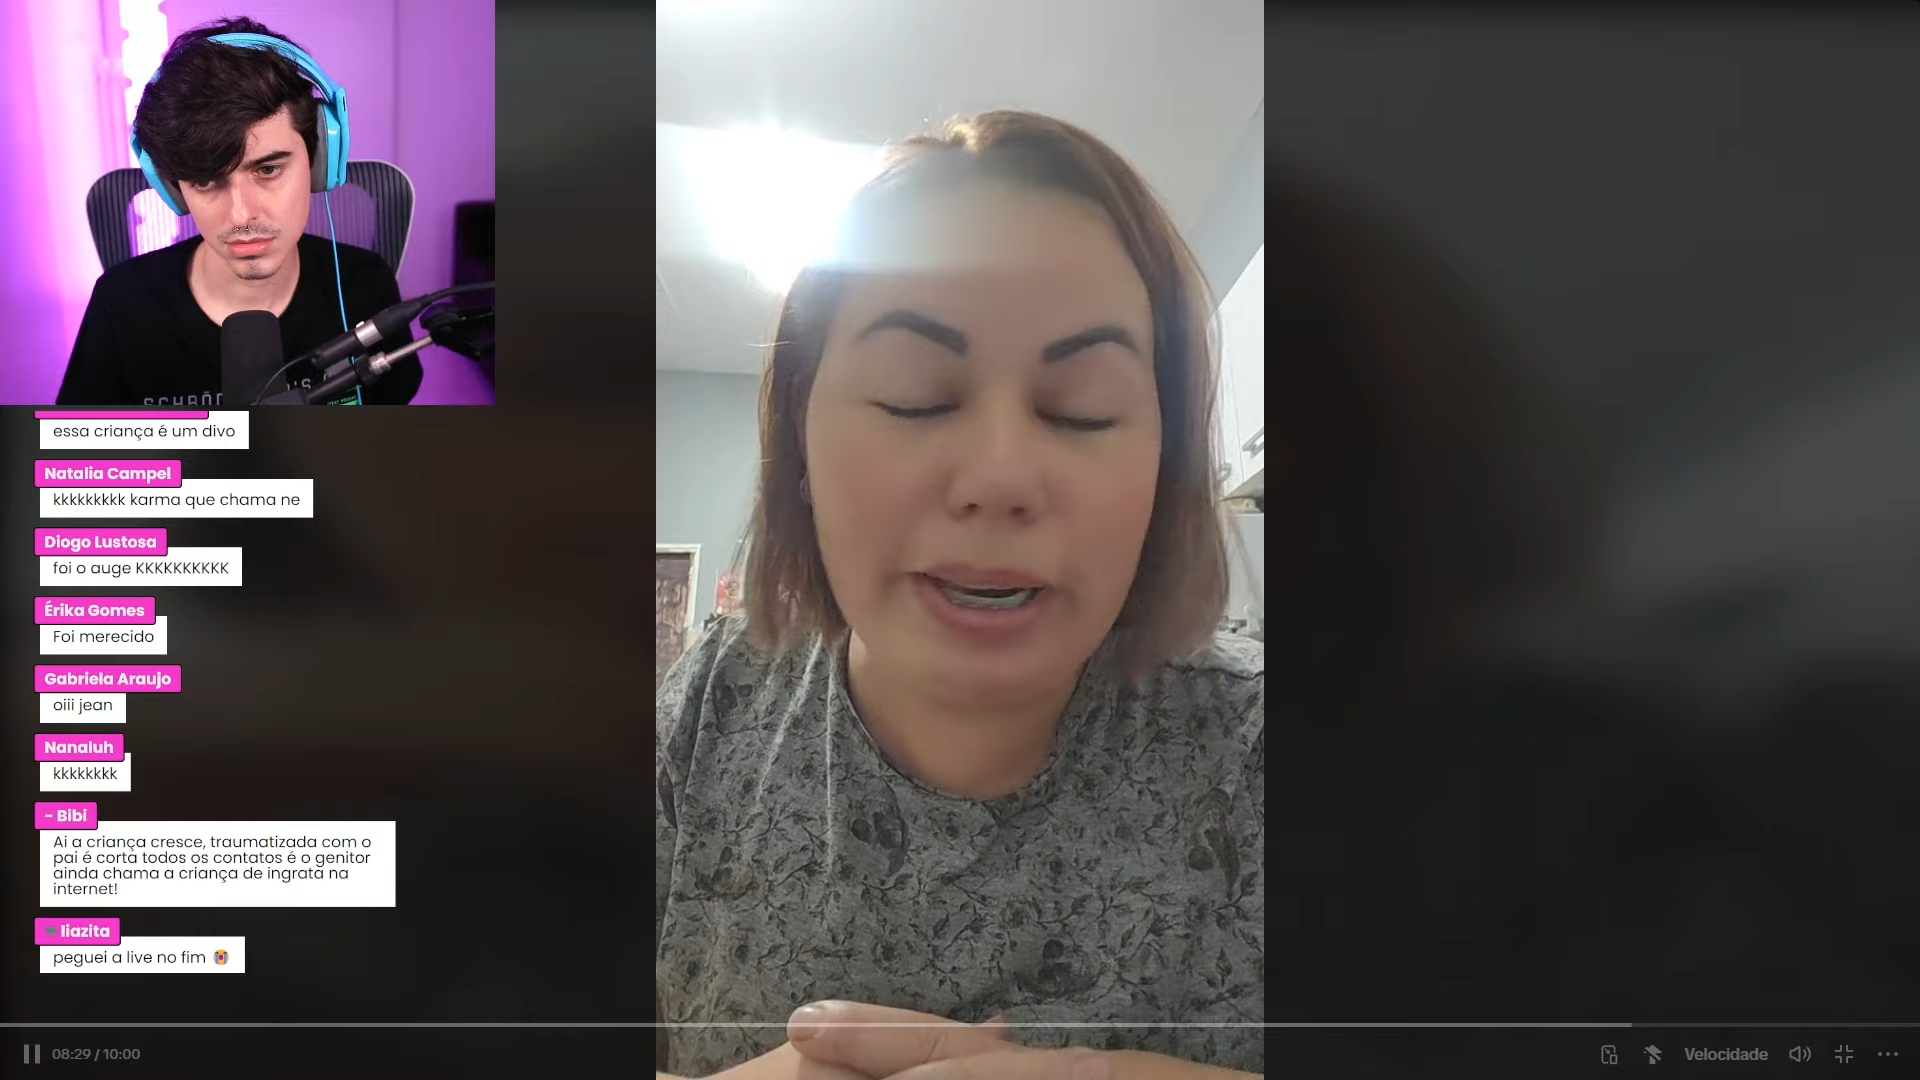 essa criança é um divo
Natalia Campel
kkkkkkkkk karma que chama ne
Diogo Lustosa
foi o auge KKKKKKKKKK
Érika Gomes
Foi merecido
Gabriela Araujo
oiii jean
Nanaluh
kkkkkkkk
- Bibi
Ai a criança cresce, traumatizada com o
pai é corta todos os contatos é o genitor
ainda chama a criança de ingrata na
internet!
liazita
peguei a live no fim 😭
08:29 / 10:00
Velocidade